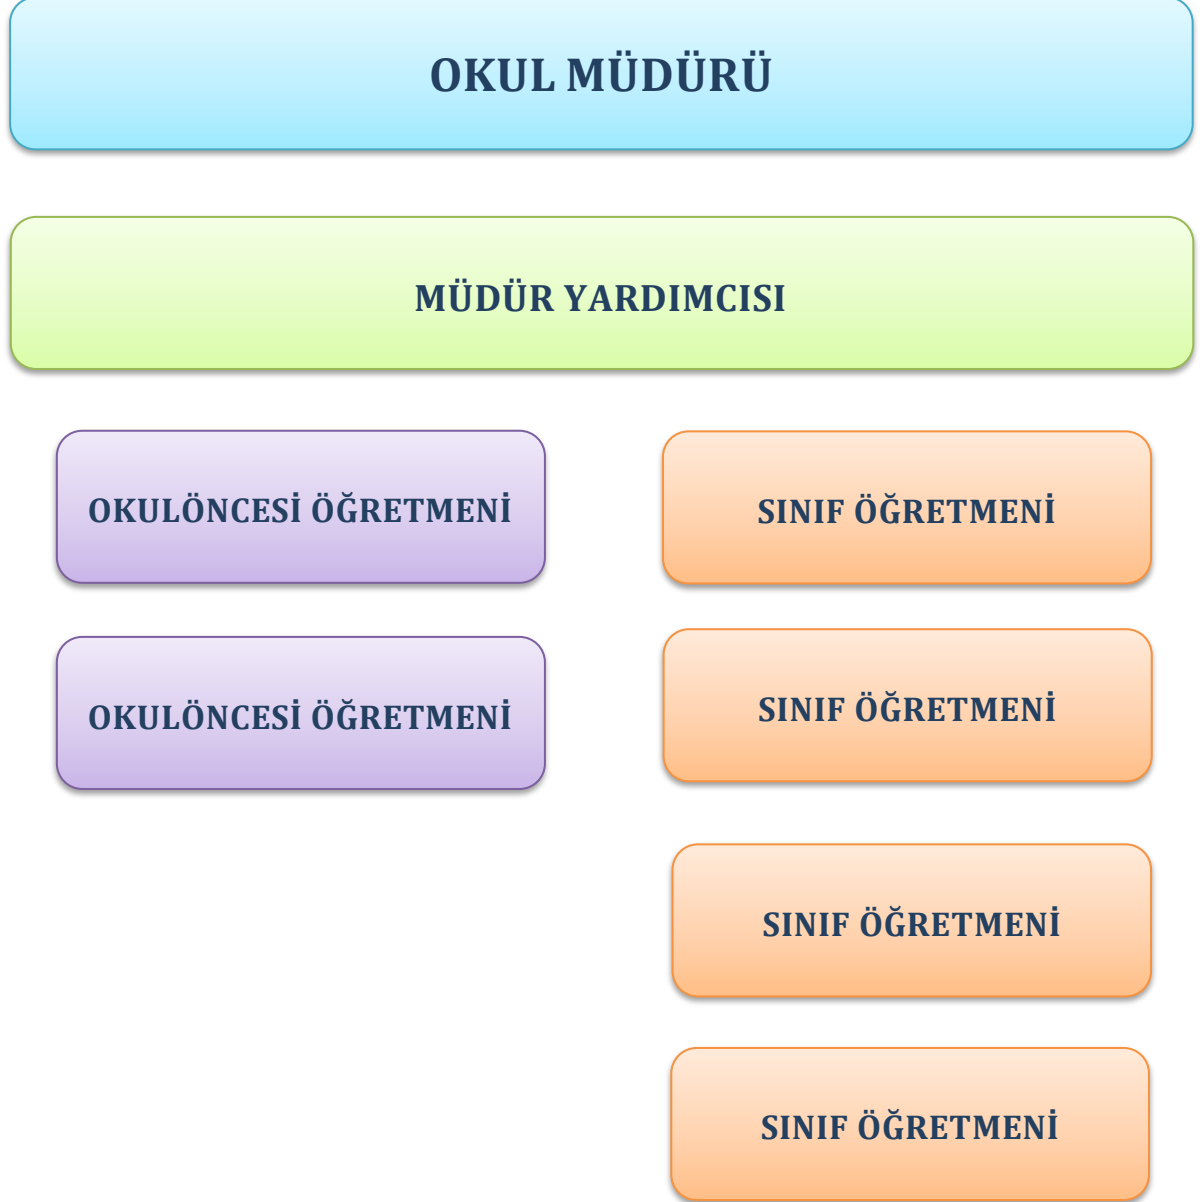 OKUL MÜDÜRÜ
MÜDÜR YARDIMCISI
OKULÖNCESİ ÖĞRETMENİ
SINIF ÖĞRETMENİ
OKULÖNCESİ ÖĞRETMENİ
SINIF ÖĞRETMENİ
SINIF ÖĞRETMENİ
SINIF ÖĞRETMENİ